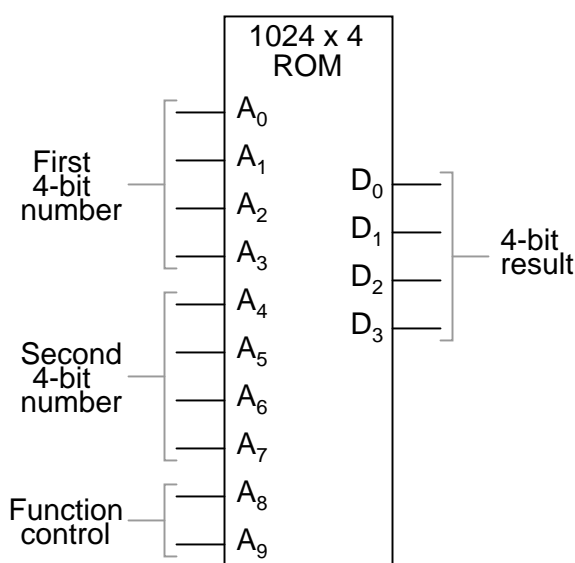 1024 x 4
ROM
First
4-bit
number
A0
A1
A2
A3
Second
4-bit
number
A4
A5
A6
A7
Function
control
A8
A9
D0
D1
D2
D3
4-bit
result